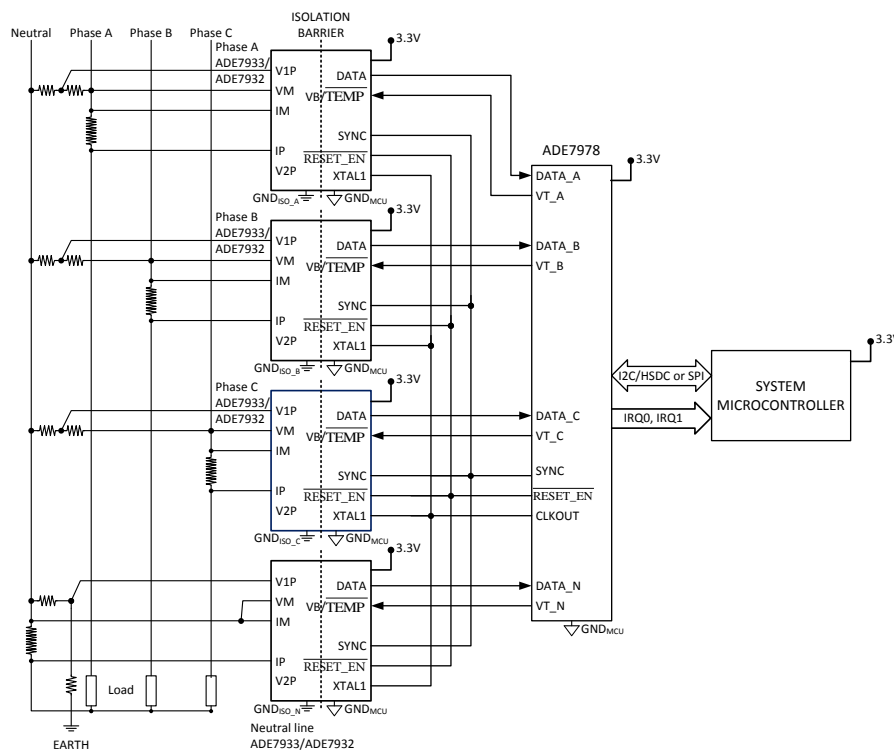 ISOLATION
BARRIER
Neutral Phase A Phase B Phase C
Phase A
ADE7933/
ADE7932
3.3V
V1P
VM
IM
IP
V2P
DATA
VB/TEMP
SYNC
RESET_EN
XTAL1
GNDISO_A
GNDMCU
Phase B
ADE7933/
ADE7932
3.3V
V1P
VM
IM
IP
V2P
DATA
VB/TEMP
SYNC
RESET_EN
XTAL1
GNDISO_B
GNDMCU
Phase C
ADE7933/
ADE7932
3.3V
V1P
VM
IM
IP
V2P
DATA
VB/TEMP
SYNC
RESET_EN
XTAL1
GNDISO_C
GNDMCU
3.3V
V1P
VM
IM
IP
V2P
DATA
VB/TEMP
SYNC
RESET_EN
XTAL1
GNDISO_N
GNDMCU
Neutral line
ADE7933/ADE7932
Load
EARTH
ADE7978
3.3V
DATA_A
VT_A
DATA_B
VT_B
DATA_C
VT_C
SYNC
RESET_EN
CLKOUT
DATA_N
VT_N
GNDMCU
I2C/HSDC or SPI
IRQ0, IRQ1
3.3V
SYSTEM
MICROCONTROLLER